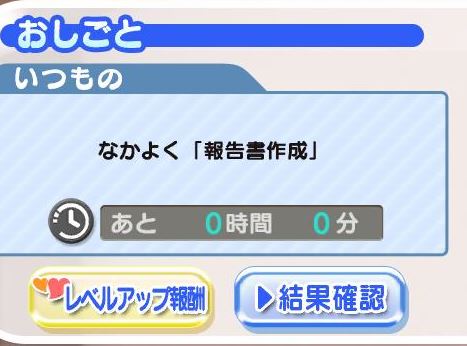 おしごと
いつもの
なかよく「報告書作成」
あと 0時間 0分
レベルアップ報酬
結果確認